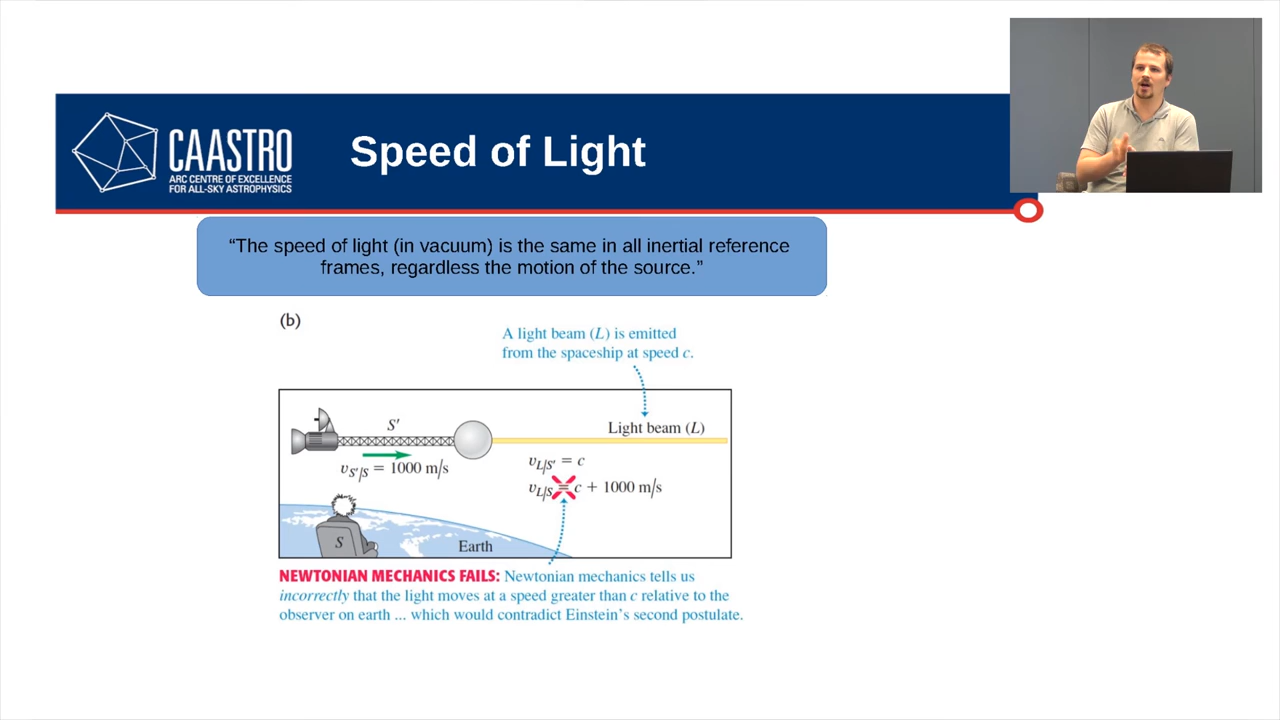 CAASTRO
ARC CENTRE OF EXCELLENCE
FOR ALL-SKY ASTROPHYSICS
Speed of Light
“The speed of light (in vacuum) is the same in all inertial reference
frames, regardless the motion of the source.”
(b)
A light beam (L) is emitted
from the spaceship at speed c.
S′
Light beam (L)
v_S′/S = 1000 m/s
v_L/S′ = c
v_L/S = c + 1000 m/s
S
Earth
NEWTONIAN MECHANICS FAILS: Newtonian mechanics tells us
incorrectly that the light moves at a speed greater than c relative to the
observer on earth ... which would contradict Einstein’s second postulate.